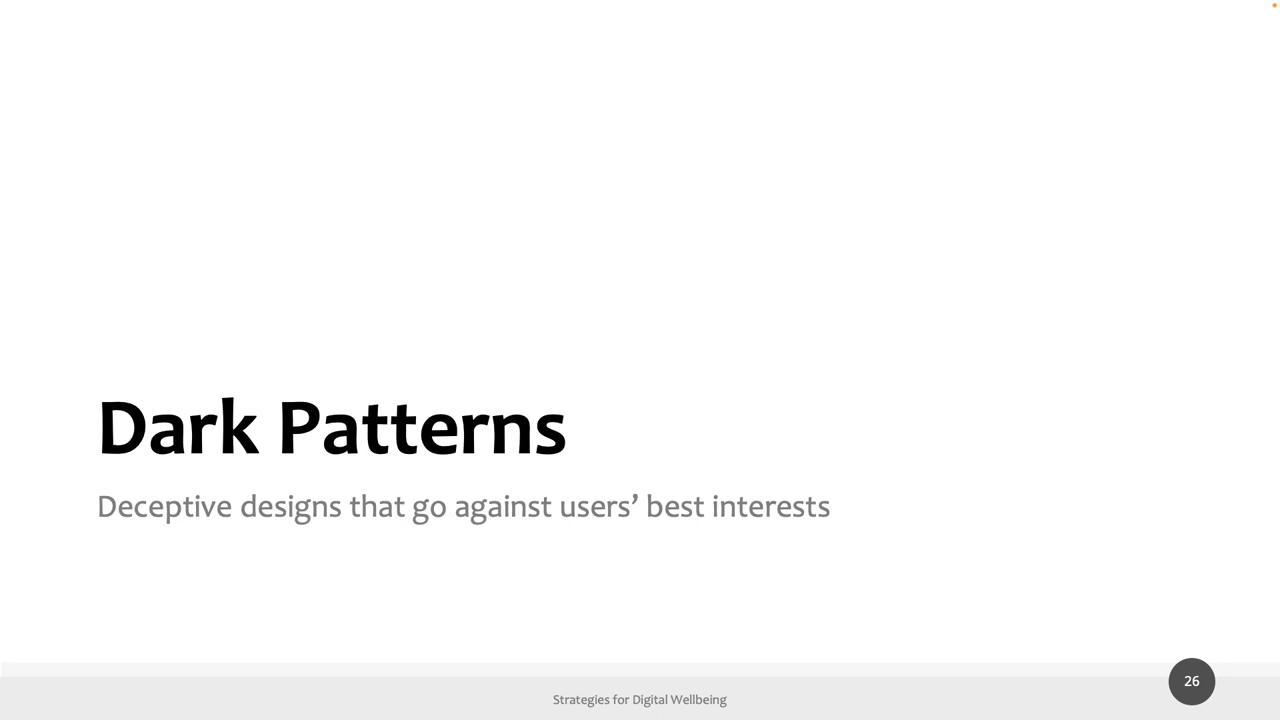 Dark Patterns
Deceptive designs that go against users’ best interests
Strategies for Digital Wellbeing
26